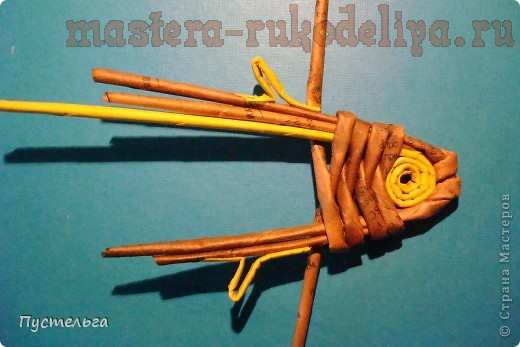 mastera-rukodeliya.ru
Пустельга
© Страна Мастеров